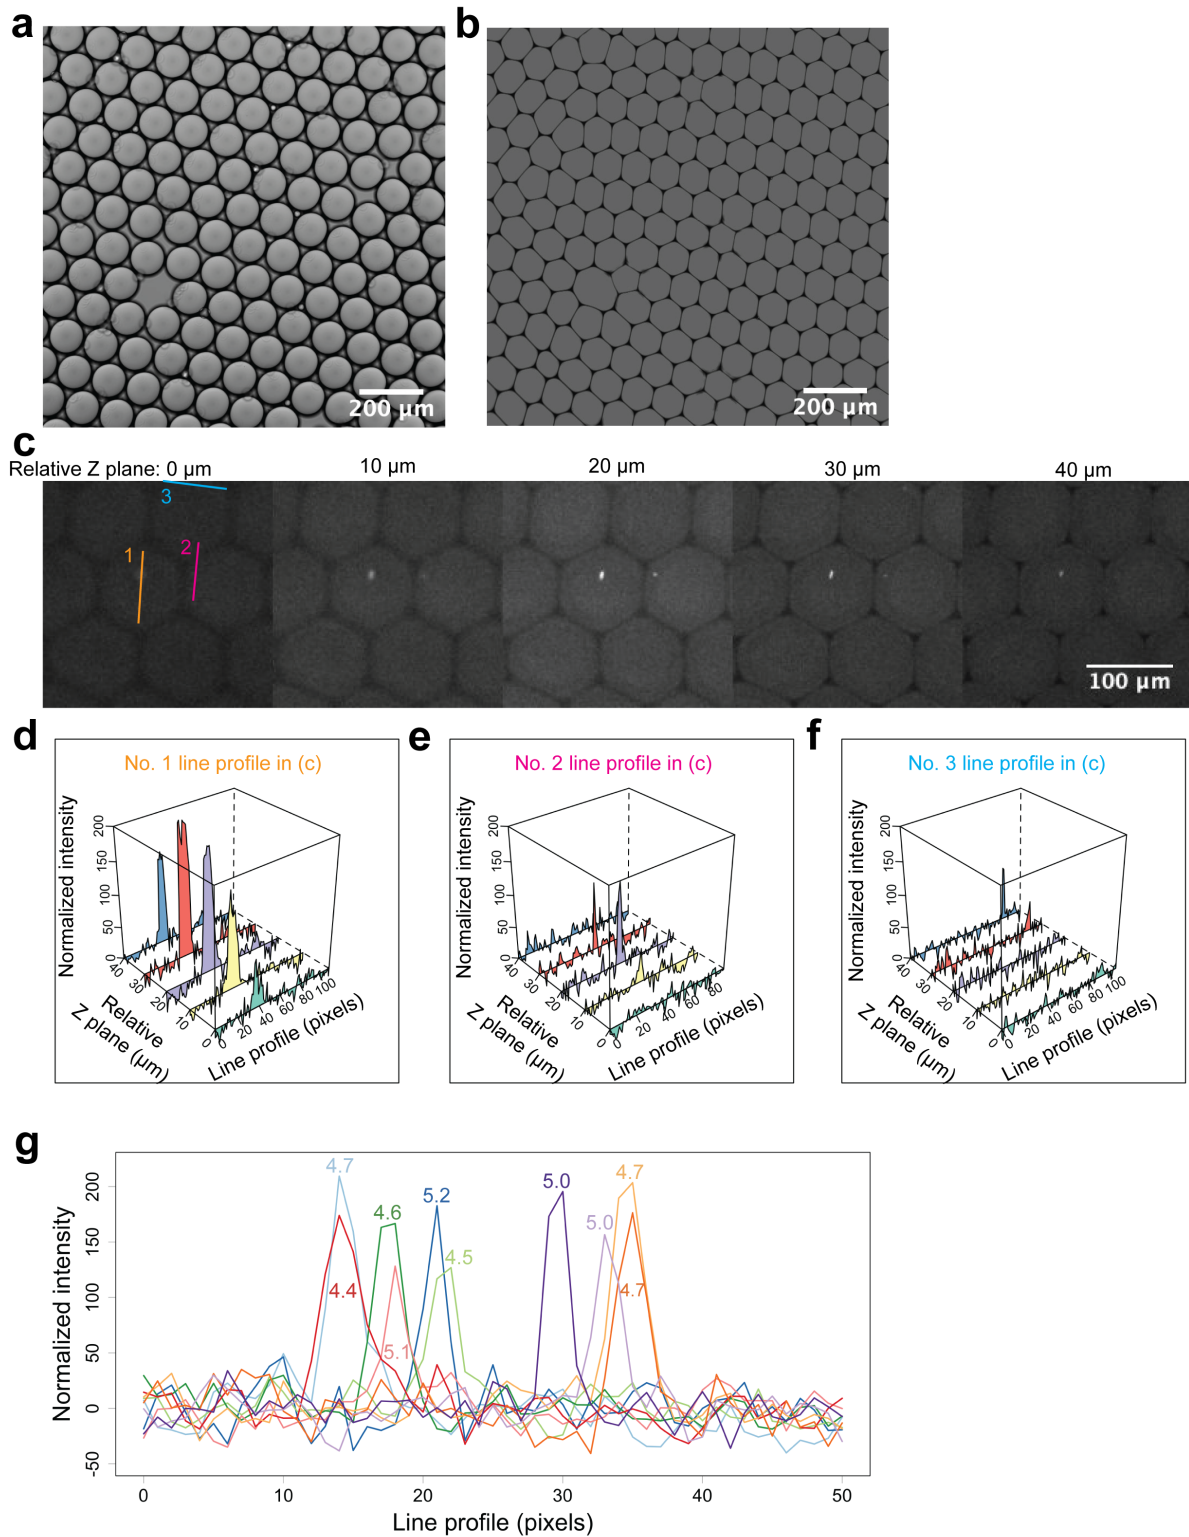 a
b
200 µm
200 µm
c
Relative Z plane: 0 µm
10 µm
20 µm
30 µm
40 µm
3
1
2
100 µm
d
e
f
No. 1 line profile in (c)
Normalized intensity
200
150
100
50
0
40
30
20
10
0
Relative
Z plane (µm)
0
20
40
60
80
100
Line profile (pixels)
No. 2 line profile in (c)
Normalized intensity
200
150
100
50
0
40
30
20
10
0
Relative
Z plane (µm)
0
20
40
60
80
Line profile (pixels)
No. 3 line profile in (c)
Normalized intensity
200
150
100
50
0
40
30
20
10
0
Relative
Z plane (µm)
0
20
40
60
80
100
Line profile (pixels)
g
Normalized intensity
200
150
100
50
0
-50
4.7
4.4
4.6
5.1
5.2
4.5
5.0
5.0
4.7
4.7
0
10
20
30
40
50
Line profile (pixels)